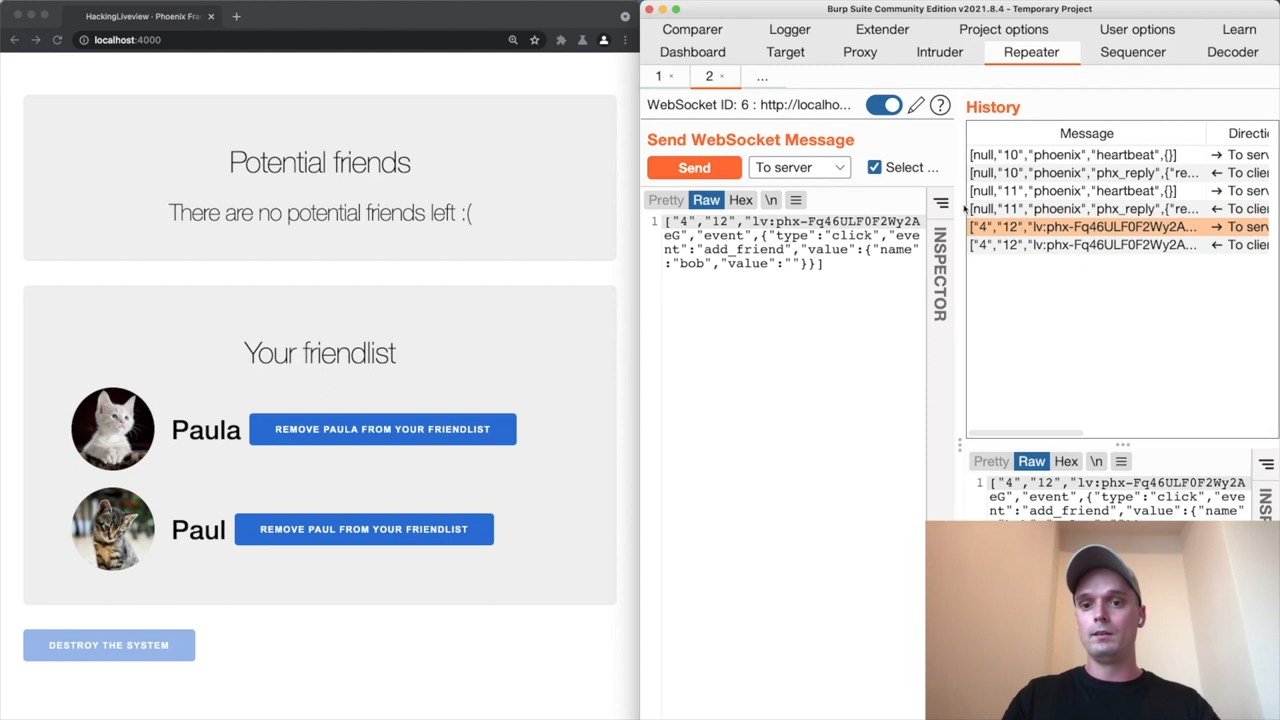 HackingLiveview · Phoenix Fra
localhost:4000
Potential friends
There are no potential friends left :(
Your friendlist
Paula
REMOVE PAULA FROM YOUR FRIENDLIST
Paul
REMOVE PAUL FROM YOUR FRIENDLIST
DESTROY THE SYSTEM
Burp Suite Community Edition v2021.8.4 - Temporary Project
Comparer Logger Extender Project options User options Learn
Dashboard Target Proxy Intruder Repeater Sequencer Decoder
1 × 2 × ...
WebSocket ID: 6 : http://localho...
Send WebSocket Message
Send To server Select ...
Pretty Raw Hex \n
1 ["4","12","lv:phx-Fq46ULF0F2Wy2A
eG","event",{"type":"click","eve
nt":"add_friend","value":{"name"
:"bob","value":""}}]
INSPECTOR
History
Message Directi
[null,"10","phoenix","heartbeat",{}] → To serv
[null,"10","phoenix","phx_reply",{"re... ← To clier
[null,"11","phoenix","heartbeat",{}] → To serv
[null,"11","phoenix","phx_reply",{"re... ← To clier
["4","12","lv:phx-Fq46ULF0F2Wy2A... → To serv
["4","12","lv:phx-Fq46ULF0F2Wy2A... ← To clier
Pretty Raw Hex \n
1 ["4","12","lv:phx-Fq46ULF0F2Wy2A
eG","event",{"type":"click","eve
nt":"add_friend","value":{"name"
INSP